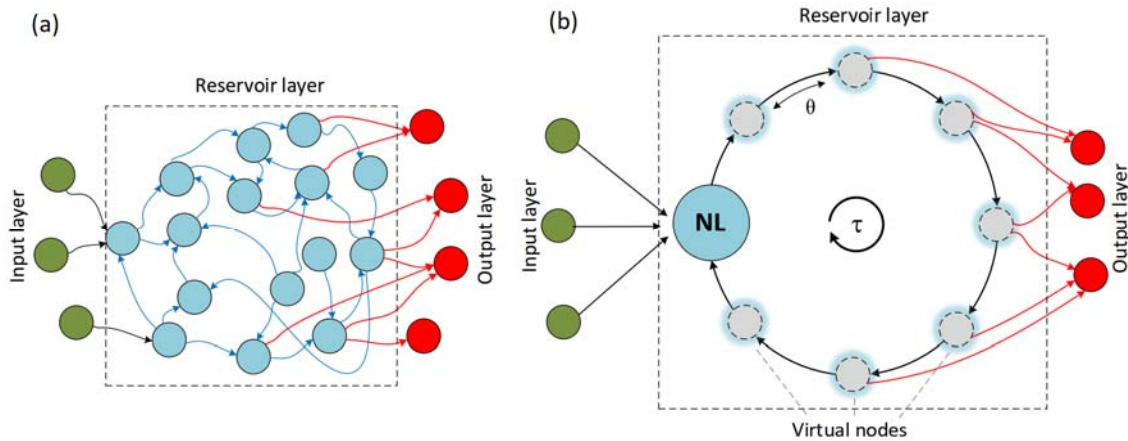 (a)
Reservoir layer
Input layer
Output layer
(b)
Reservoir layer
θ
Input layer
NL
τ
Output layer
Virtual nodes